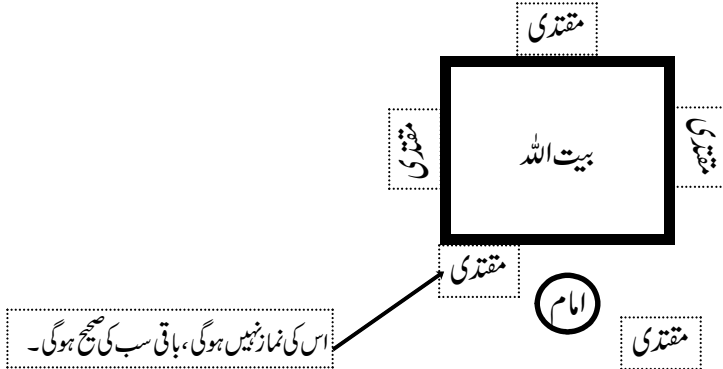 مقتدی
مقتدی
بیت اللہ
مقتدی
مقتدی
امام
مقتدی
اس کی نماز نہیں ہوگی، باقی سب کی صحیح ہوگی۔